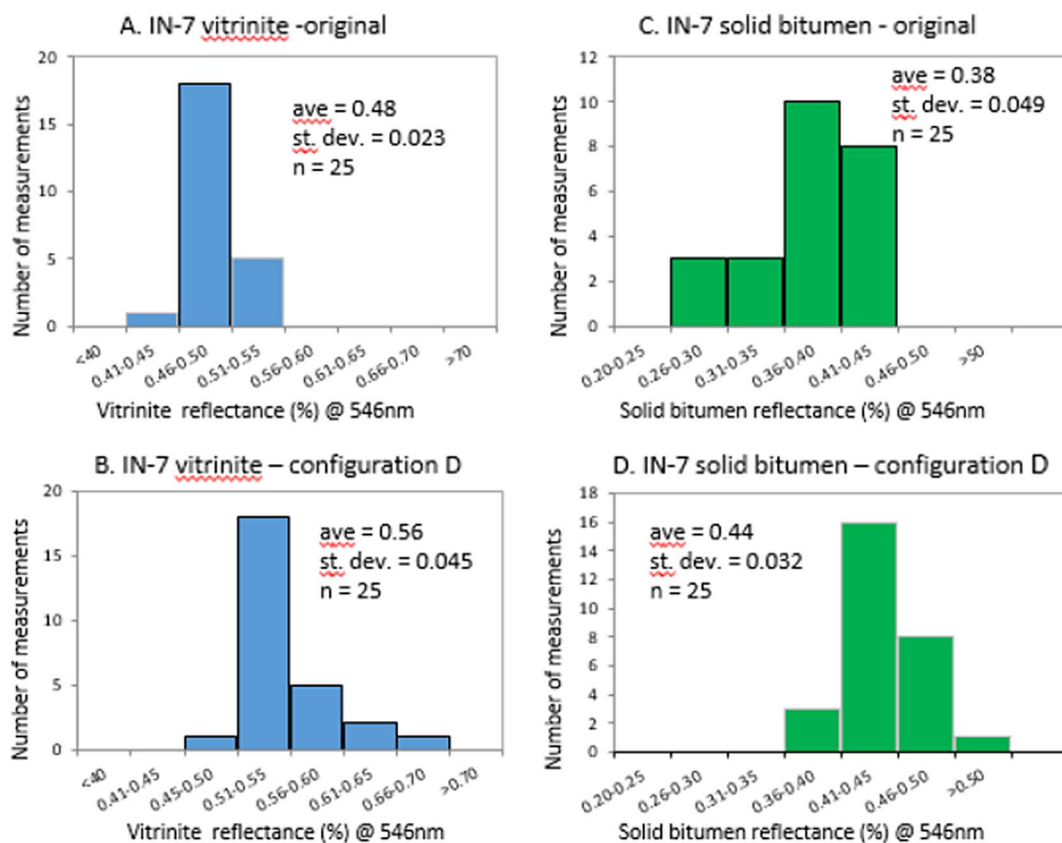 A. IN-7 vitrinite -original
20
15
10
5
0
Number of measurements
ave = 0.48
st. dev. = 0.023
n = 25
<40
0.41-0.45
0.46-0.50
0.51-0.55
0.56-0.60
0.61-0.65
0.66-0.70
>70
Vitrinite reflectance (%) @ 546nm
C. IN-7 solid bitumen - original
12
10
8
6
4
2
0
Number of measurements
ave = 0.38
st. dev. = 0.049
n = 25
0.20-0.25
0.26-0.30
0.31-0.35
0.36-0.40
0.41-0.45
0.46-0.50
>50
Solid bitumen reflectance (%) @ 546nm
B. IN-7 vitrinite – configuration D
20
15
10
5
0
Number of measurements
ave = 0.56
st. dev. = 0.045
n = 25
<40
0.41-0.45
0.45-0.50
0.51-0.55
0.56-0.60
0.61-0.65
0.66-0.70
>0.70
Vitrinite reflectance (%) @ 546nm
D. IN-7 solid bitumen – configuration D
18
16
14
12
10
8
6
4
2
0
Number of measurements
ave = 0.44
st. dev. = 0.032
n = 25
0.20-0.25
0.26-0.30
0.31-0.35
0.36-0.40
0.41-0.45
0.46-0.50
>0.50
Solid bitumen reflectance (%) @ 546nm